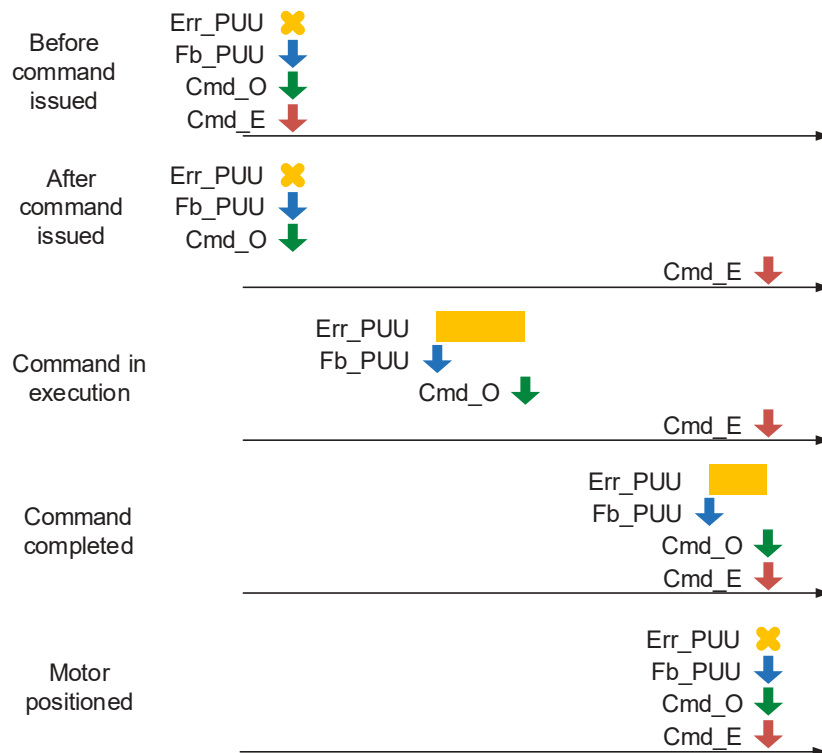 Before
command
issued
Err_PUU
Fb_PUU
Cmd_O
Cmd_E
After
command
issued
Err_PUU
Fb_PUU
Cmd_O
Cmd_E
Command in
execution
Err_PUU
Fb_PUU
Cmd_O
Cmd_E
Command
completed
Err_PUU
Fb_PUU
Cmd_O
Cmd_E
Motor
positioned
Err_PUU
Fb_PUU
Cmd_O
Cmd_E